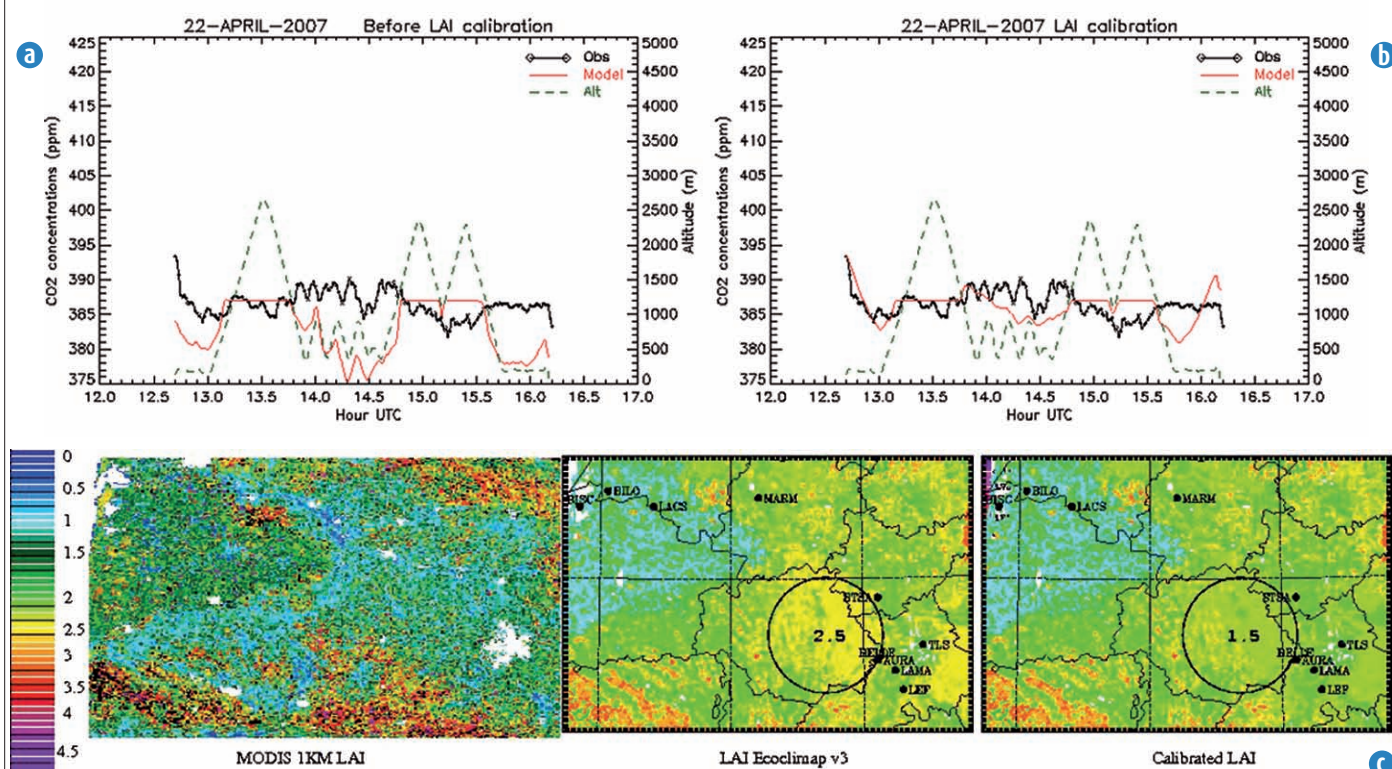 22-APRIL-2007 Before LAI calibration
a
425
420
415
410
405
400
395
390
385
380
375
CO2 concentrations (ppm)
Obs
Model
Alt
5000
4500
4000
3500
3000
2500
2000
1500
1000
500
0
Altitude (m)
12.0 12.5 13.0 13.5 14.0 14.5 15.0 15.5 16.0 16.5 17.0
Hour UTC
22-APRIL-2007 LAI calibration
b
425
420
415
410
405
400
395
390
385
380
375
CO2 concentrations (ppm)
Obs
Model
Alt
5000
4500
4000
3500
3000
2500
2000
1500
1000
500
0
Altitude (m)
12.0 12.5 13.0 13.5 14.0 14.5 15.0 15.5 16.0 16.5 17.0
Hour UTC
0
0.5
1
1.5
2
2.5
3
3.5
4
4.5
MODIS 1KM LAI
BILO
LACS
MARM
2.5
TLS
AURA
LAMA
LEF
LAI Ecoclimap v3
BILO
LACS
MARM
1.5
TLS
AURA
LAMA
LEF
Calibrated LAI
c